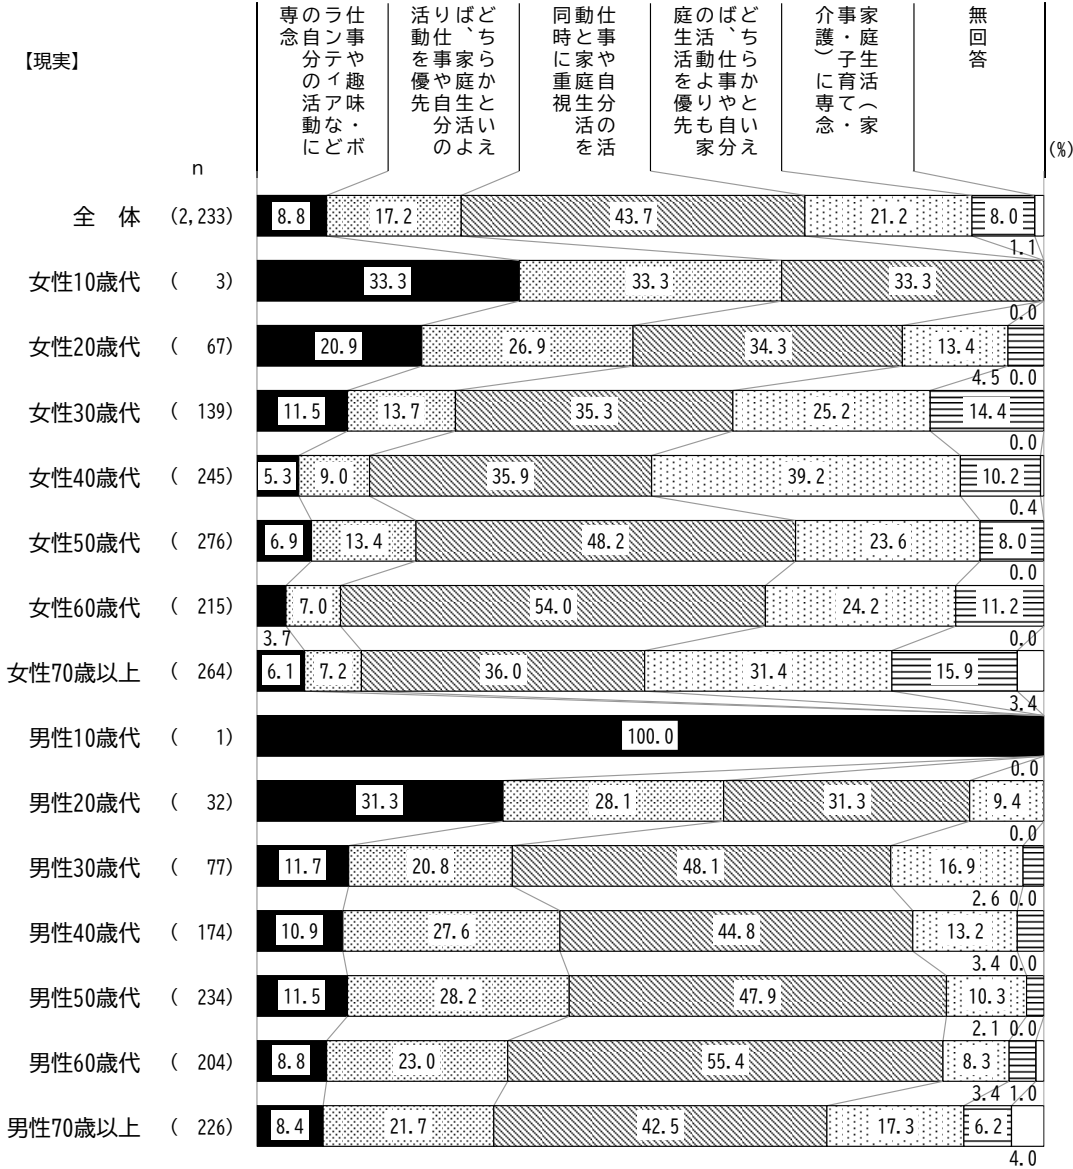 【現実】
仕事や趣味・ボ
ランティアなど
の自分の活動に
専念
どちらかといえ
ば、家庭生活よ
り仕事や自分の
活動を優先
仕事や自分の活
動と家庭生活を
同時に重視
どちらかといえ
ば、仕事や自分
の活動よりも家
庭生活を優先
家庭生活（家
事・子育て・
介護）に専念
無回答
(%)
n
全 体 (2,233) 8.8 17.2 43.7 21.2 8.0
1.1
女性10歳代 ( 3) 33.3 33.3 33.3
0.0
女性20歳代 ( 67) 20.9 26.9 34.3 13.4
4.5 0.0
女性30歳代 ( 139) 11.5 13.7 35.3 25.2 14.4
0.0
女性40歳代 ( 245) 5.3 9.0 35.9 39.2 10.2
0.4
女性50歳代 ( 276) 6.9 13.4 48.2 23.6 8.0
0.0
女性60歳代 ( 215) 7.0 54.0 24.2 11.2
3.7 0.0
女性70歳以上 ( 264) 6.1 7.2 36.0 31.4 15.9
3.4
男性10歳代 ( 1) 100.0
0.0
男性20歳代 ( 32) 31.3 28.1 31.3 9.4
0.0
男性30歳代 ( 77) 11.7 20.8 48.1 16.9
2.6 0.0
男性40歳代 ( 174) 10.9 27.6 44.8 13.2
3.4 0.0
男性50歳代 ( 234) 11.5 28.2 47.9 10.3
2.1 0.0
男性60歳代 ( 204) 8.8 23.0 55.4 8.3
3.4 1.0
男性70歳以上 ( 226) 8.4 21.7 42.5 17.3 6.2
4.0